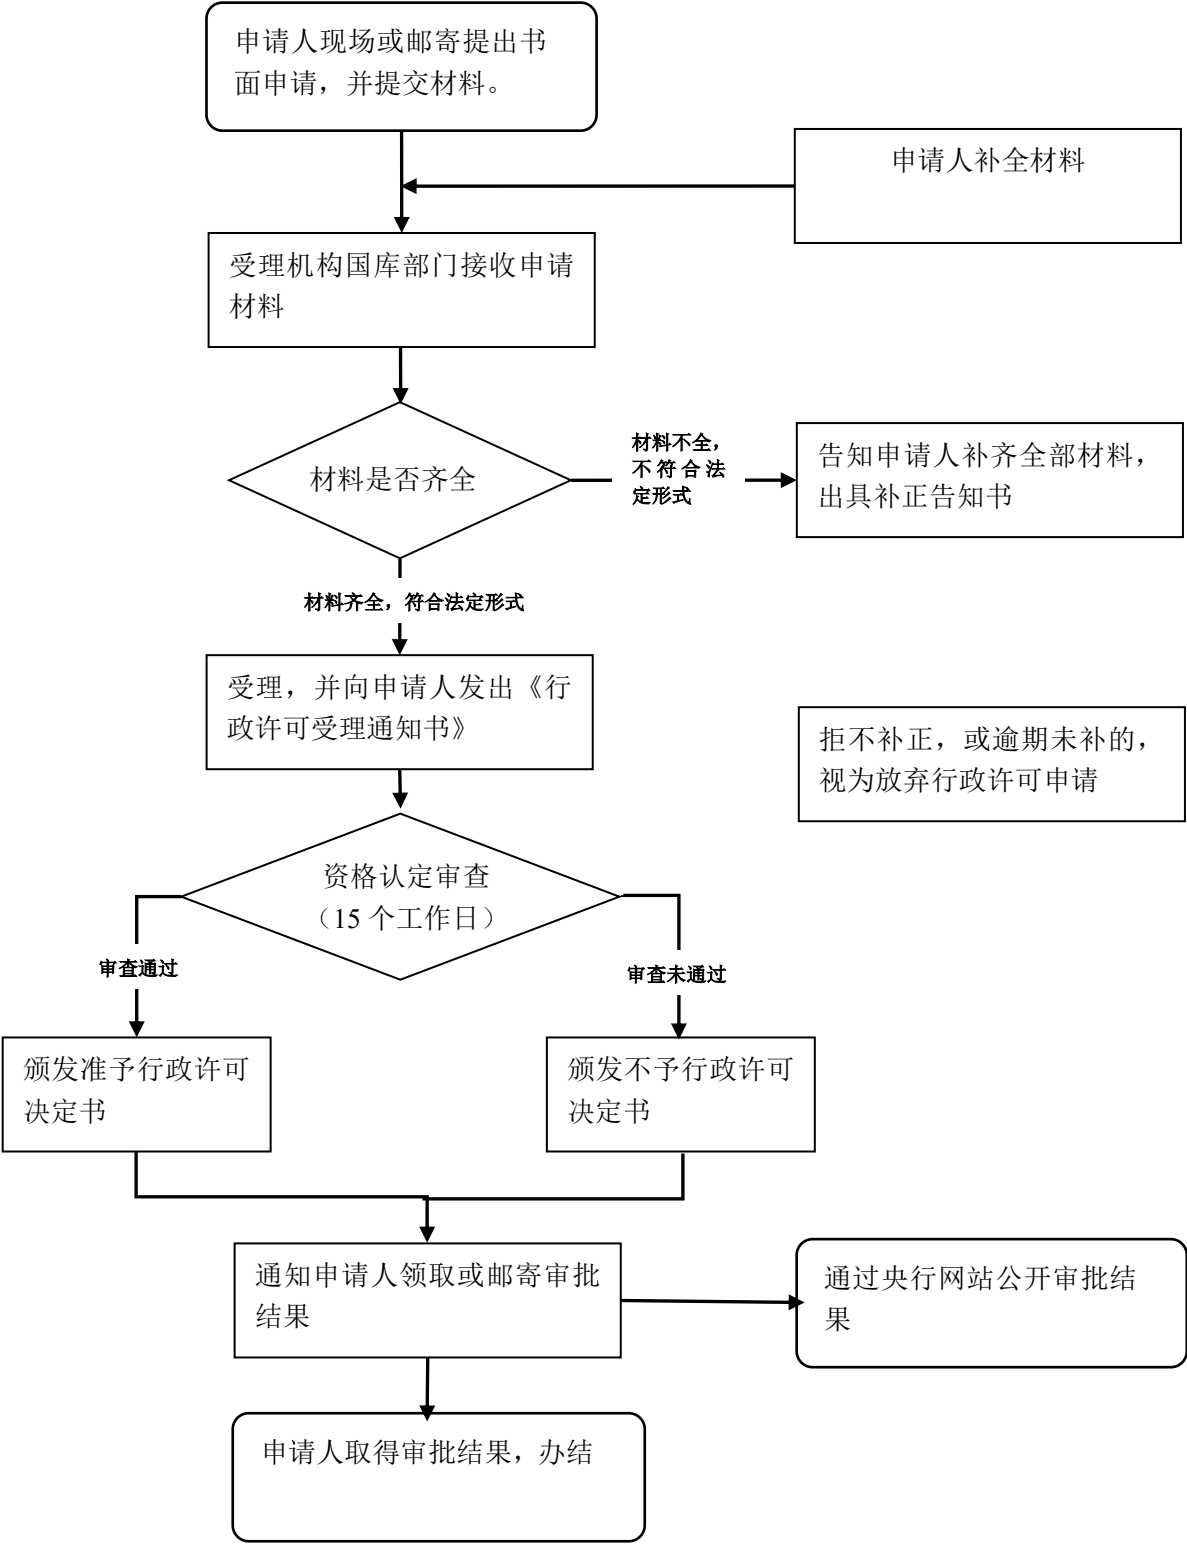 申请人现场或邮寄提出书
面申请，并提交材料。
申请人补全材料
受理机构国库部门接收申请
材料
材料是否齐全
材料不全，
不符合法
定形式
告知申请人补齐全部材料，
出具补正告知书
材料齐全，符合法定形式
受理，并向申请人发出《行
政许可受理通知书》
拒不补正，或逾期未补的，
视为放弃行政许可申请
资格认定审查
（15 个工作日）
审查通过
审查未通过
颁发准予行政许可
决定书
颁发不予行政许可
决定书
通知申请人领取或邮寄审批
结果
通过央行网站公开审批结
果
申请人取得审批结果，办结